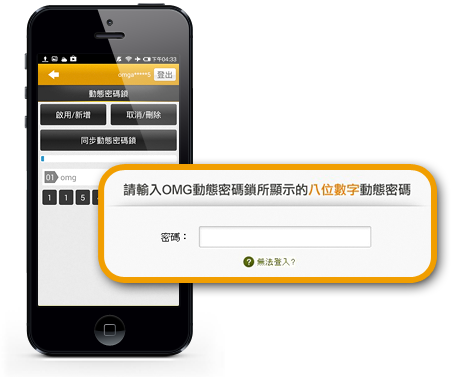 下午04:33
omga*****5 登出
動態密碼鎖
啟用/新增 取消/刪除
同步動態密碼鎖
01 omg
1 1 5
請輸入OMG動態密碼鎖所顯示的八位數字動態密碼
密碼：
? 無法登入?